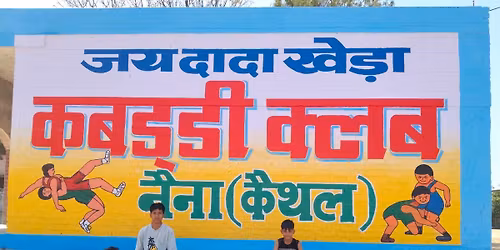 जय दादा खेड़ा
कबड्डी क्लब
नैना (कैथल)